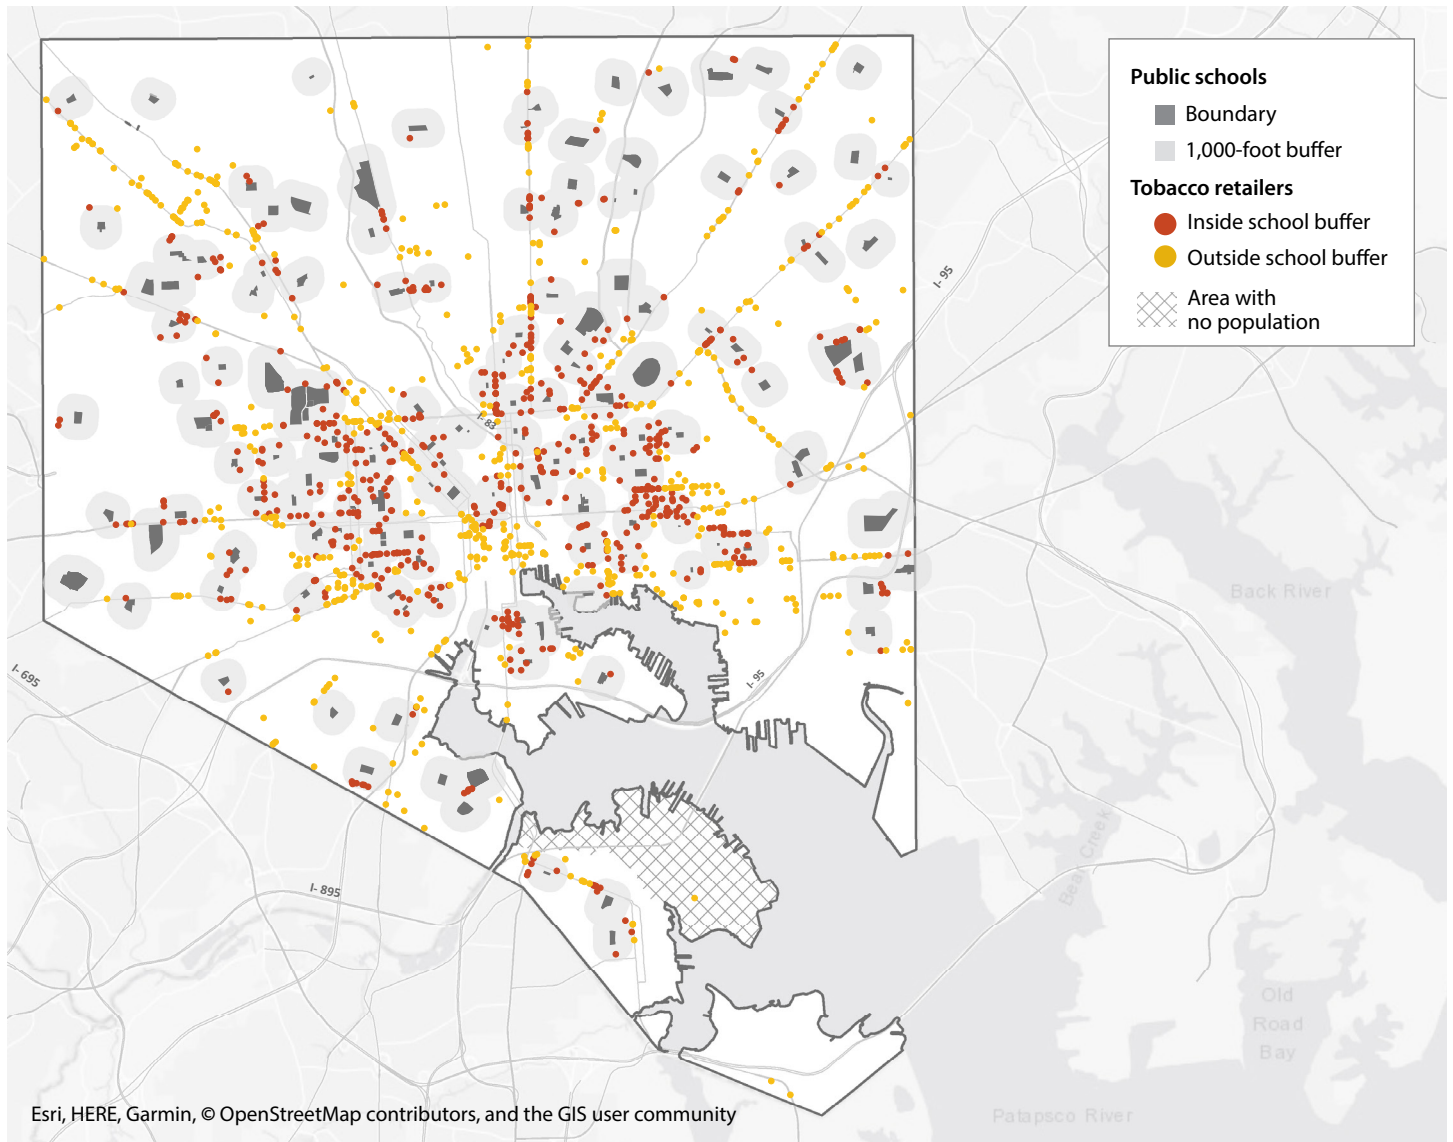 Public schools
Boundary
1,000-foot buffer
Tobacco retailers
Inside school buffer
Outside school buffer
Area with
no population
I- 95
I- 83
Back River
I- 695
I- 95
Bear Creek
I- 895
Old
Road
Bay
Patapsco River
Esri, HERE, Garmin, © OpenStreetMap contributors, and the GIS user community